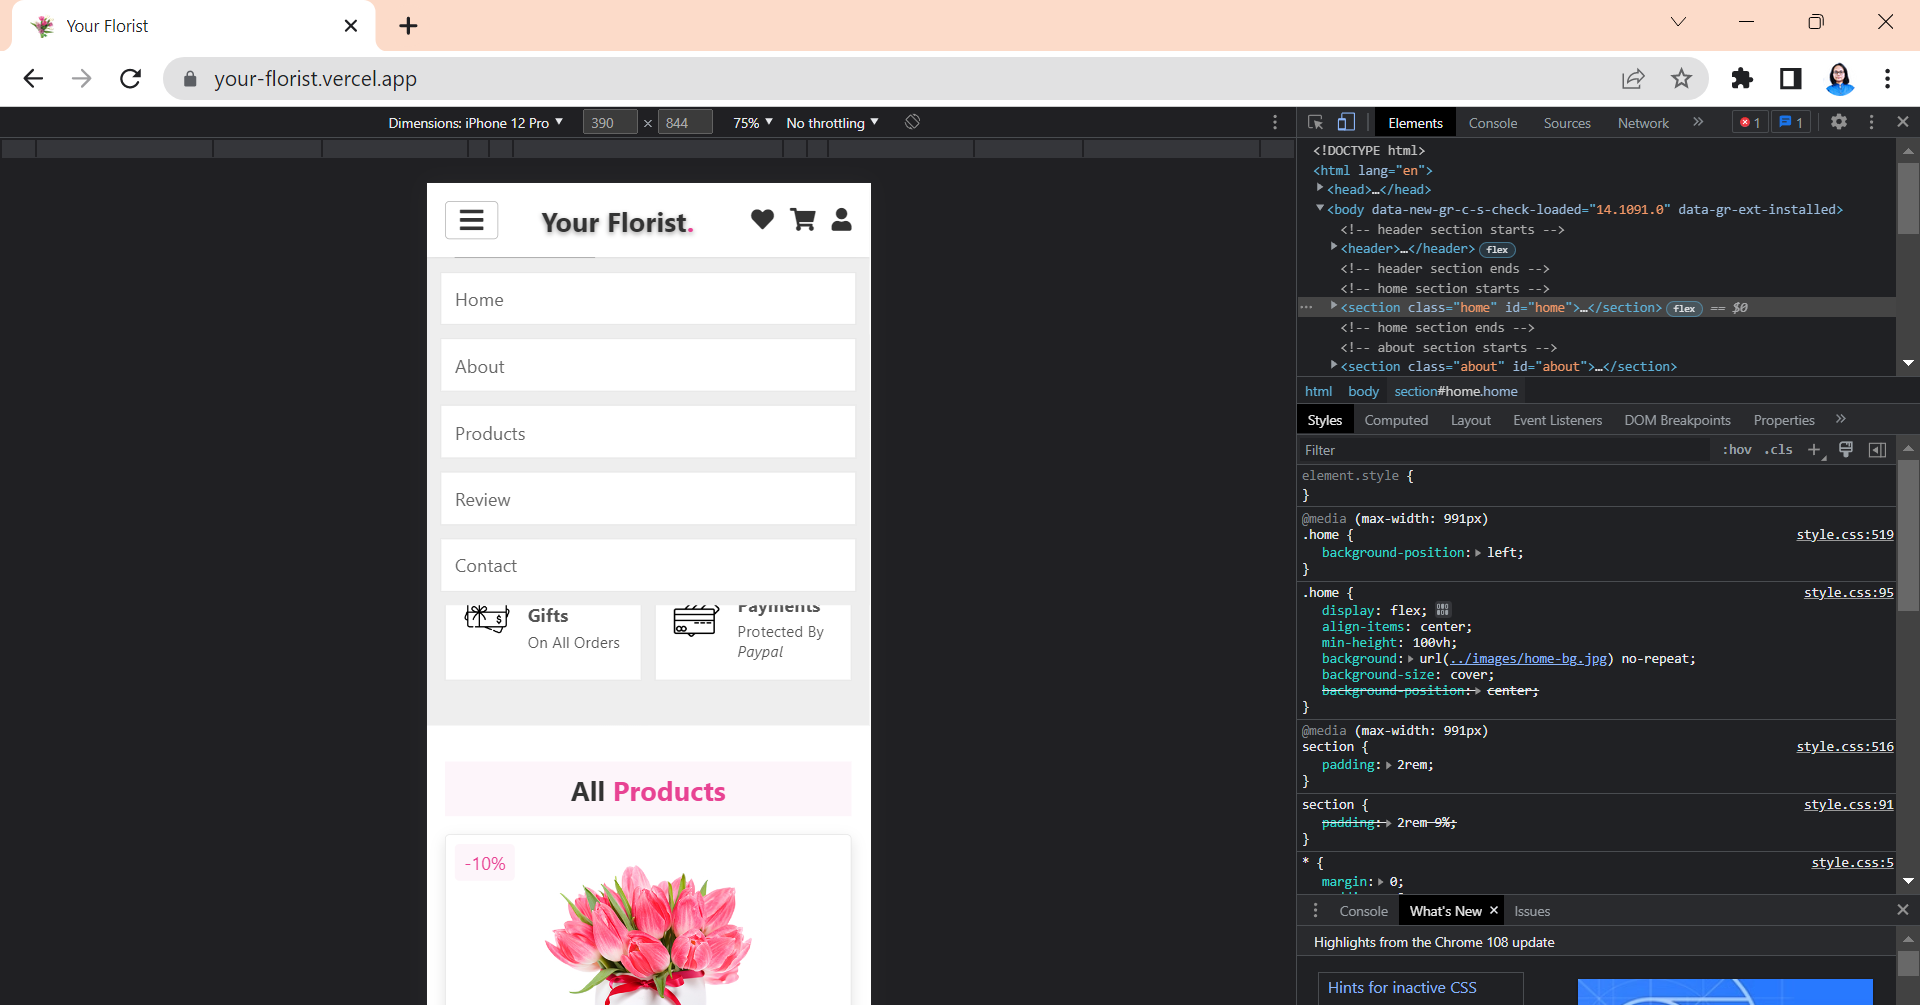 Your Florist
your-florist.vercel.app
Dimensions: iPhone 12 Pro 390 × 844 75% No throttling
Elements Console Sources Network » 1 1
<!DOCTYPE html>
<html lang="en">
<head>…</head>
<body data-new-gr-c-s-check-loaded="14.1091.0" data-gr-ext-installed>
<!-- header section starts -->
<header>…</header> flex
<!-- header section ends -->
<!-- home section starts -->
<section class="home" id="home">…</section> flex == $0
<!-- home section ends -->
<!-- about section starts -->
<section class="about" id="about">…</section>
html body section#home.home
Styles Computed Layout Event Listeners DOM Breakpoints Properties »
Filter :hov .cls
element.style {
}
@media (max-width: 991px)
.home { style.css:519
background-position: left;
}
.home { style.css:95
display: flex;
align-items: center;
min-height: 100vh;
background: url(../images/home-bg.jpg) no-repeat;
background-size: cover;
background-position: center;
}
@media (max-width: 991px)
section { style.css:516
padding: 2rem;
}
section { style.css:91
padding: 2rem 9%;
}
* { style.css:5
margin: 0;
Console What's New Issues
Highlights from the Chrome 108 update
Hints for inactive CSS
Your Florist.
Home
About
Products
Review
Contact
Gifts
On All Orders
Payments
Protected By
Paypal
All Products
-10%